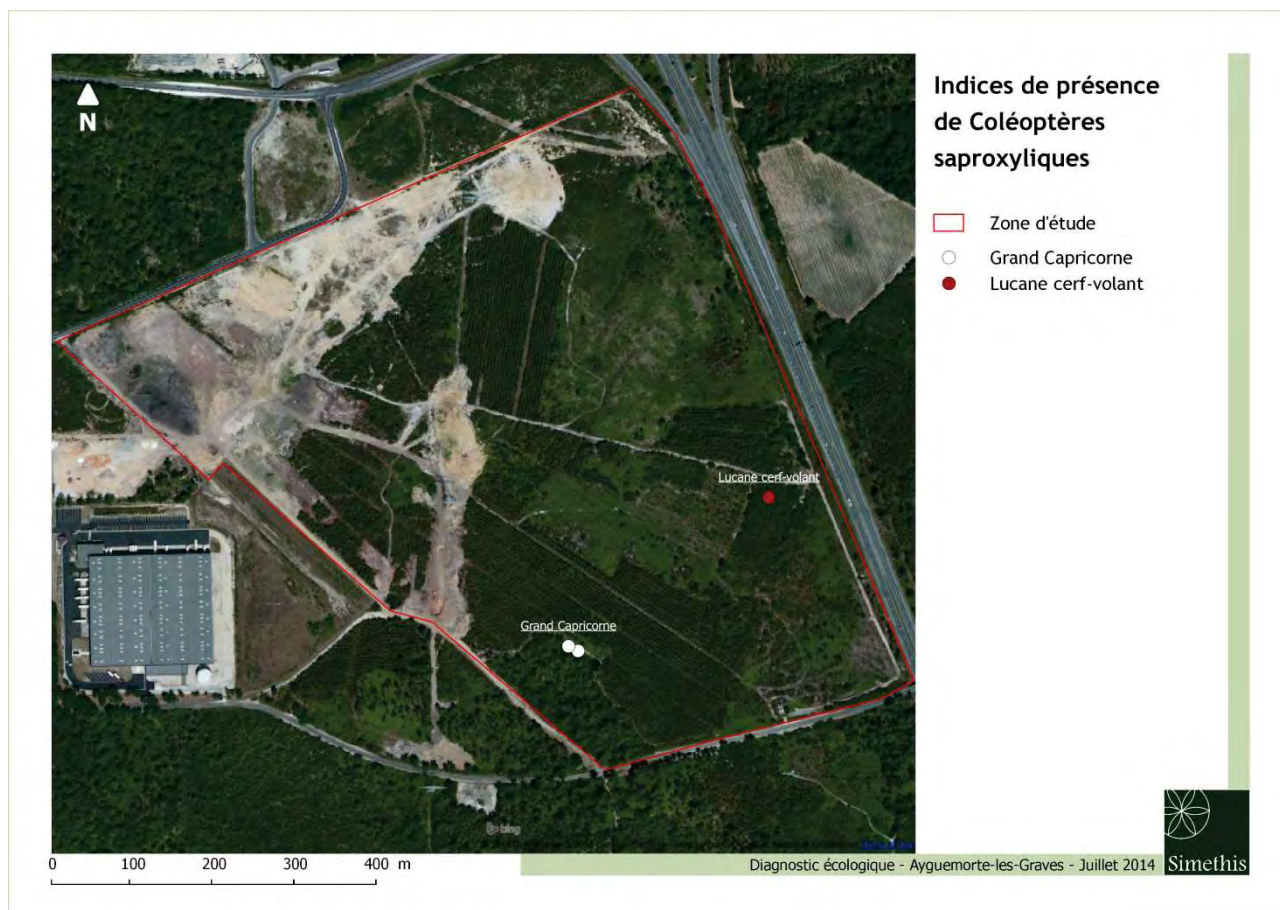 N
Indices de présence
de Coléoptères
saproxyliques
Zone d'étude
Grand Capricorne
Lucane cerf-volant
Lucane cerf-volant
Grand Capricorne
bing
0 100 200 300 400 m
Diagnostic écologique - Ayguemorte-les-Graves - Juillet 2014
Simethis